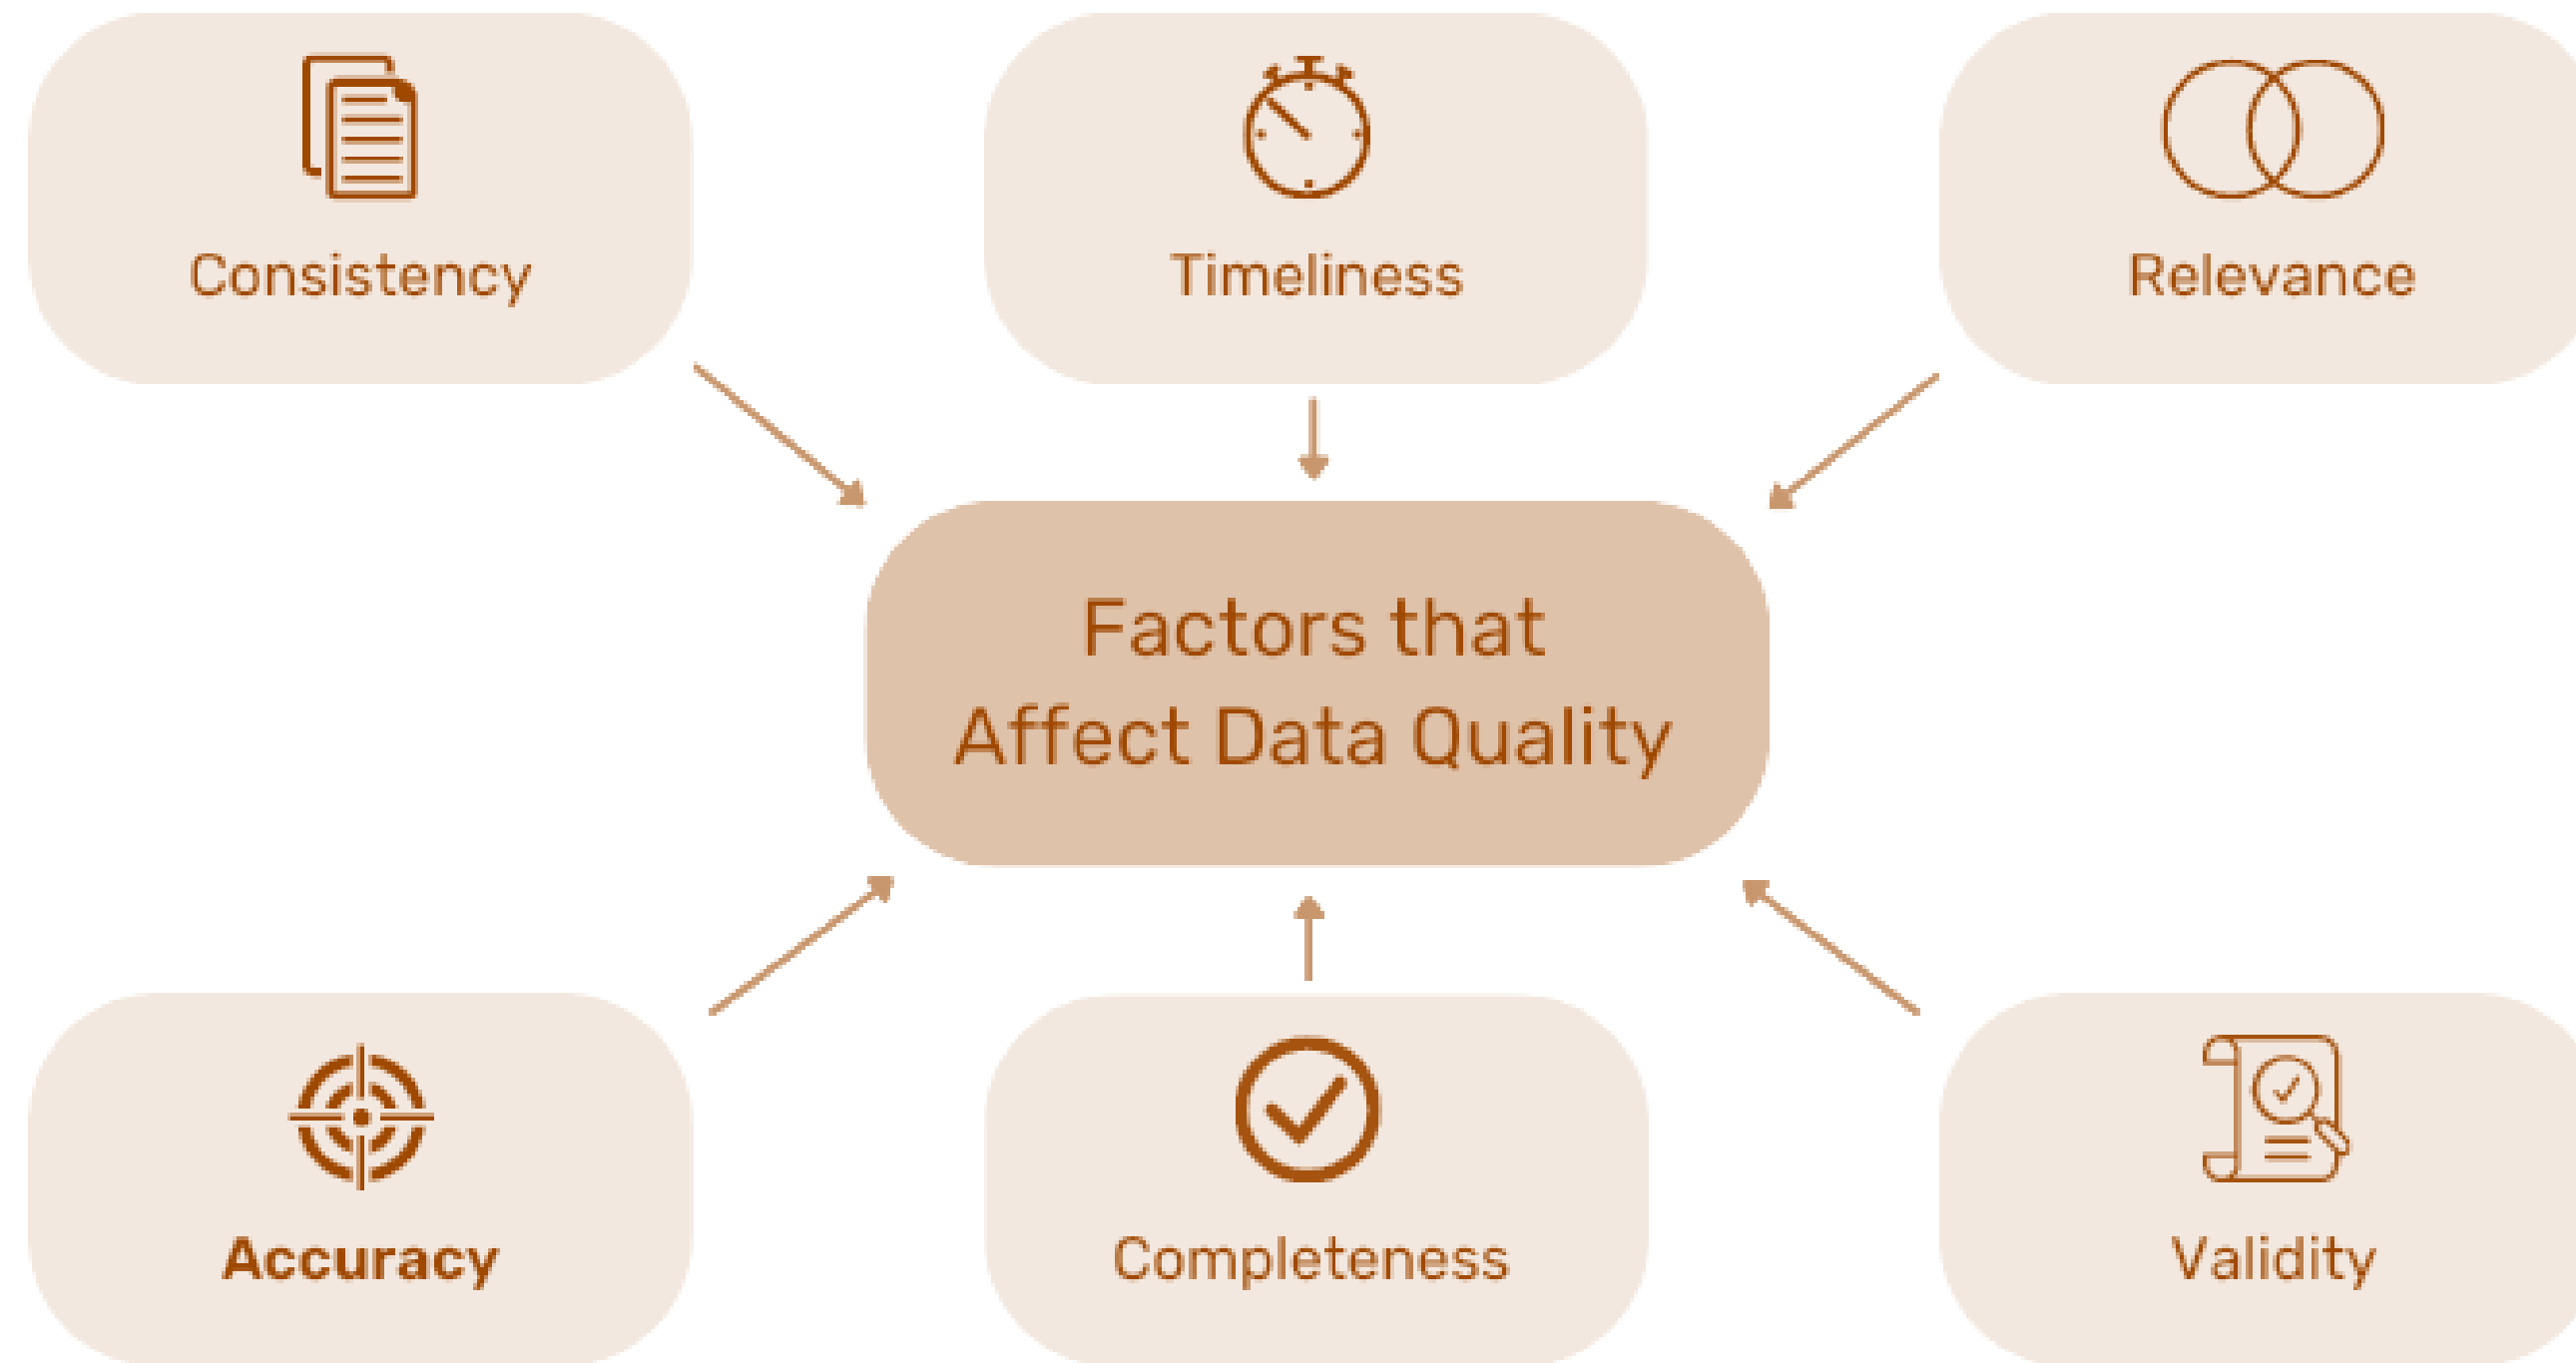 Consistency
Timeliness
Relevance
Factors that
Affect Data Quality
Accuracy
Completeness
Validity